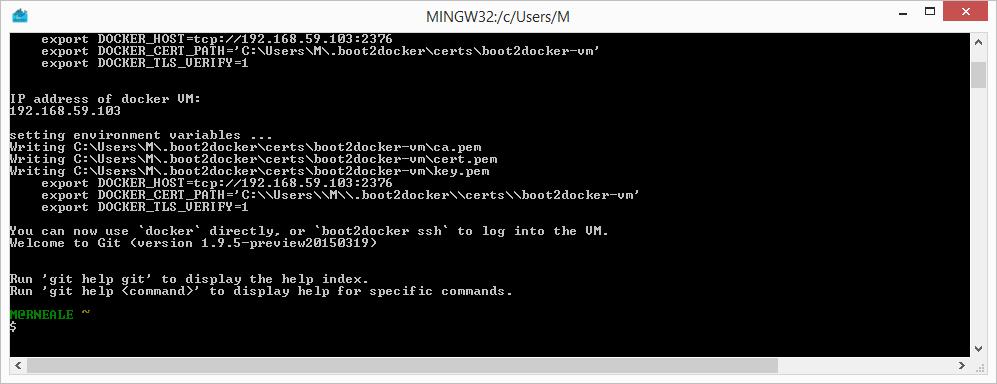 MINGW32:/c/Users/M
export DOCKER_HOST=tcp://192.168.59.103:2376
export DOCKER_CERT_PATH='C:\Users\M\.boot2docker\certs\boot2docker-vm'
export DOCKER_TLS_VERIFY=1
IP address of docker VM:
192.168.59.103
setting environment variables ...
Writing C:\Users\M\.boot2docker\certs\boot2docker-vm\ca.pem
Writing C:\Users\M\.boot2docker\certs\boot2docker-vm\cert.pem
Writing C:\Users\M\.boot2docker\certs\boot2docker-vm\key.pem
export DOCKER_HOST=tcp://192.168.59.103:2376
export DOCKER_CERT_PATH='C:\\Users\\M\\.boot2docker\\certs\\boot2docker-vm'
export DOCKER_TLS_VERIFY=1
You can now use `docker` directly, or `boot2docker ssh` to log into the VM.
Welcome to Git (version 1.9.5-preview20150319)
Run 'git help git' to display the help index.
Run 'git help <command>' to display help for specific commands.
M@RNEALE ~
$